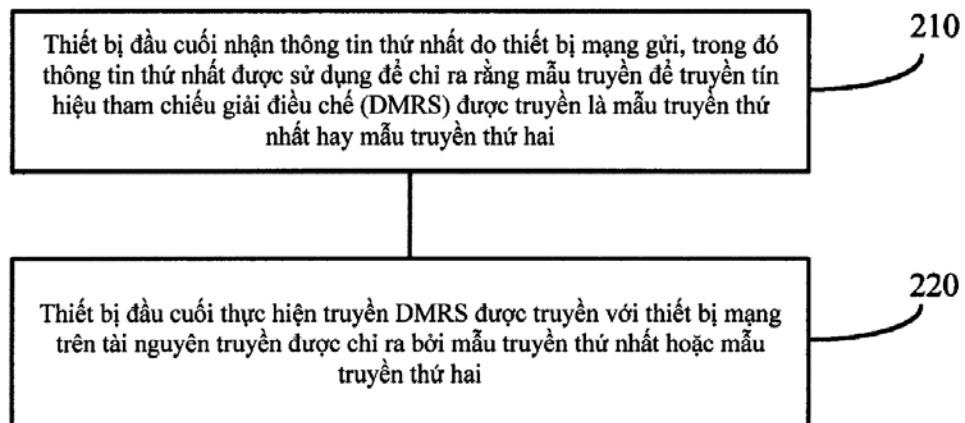 210
Thiết bị đầu cuối nhận thông tin thứ nhất do thiết bị mạng gửi, trong đó
thông tin thứ nhất được sử dụng để chỉ ra rằng mẫu truyền để truyền tín
hiệu tham chiếu giải điều chế (DMRS) được truyền là mẫu truyền thứ
nhất hay mẫu truyền thứ hai
220
Thiết bị đầu cuối thực hiện truyền DMRS được truyền với thiết bị mạng
trên tài nguyên truyền được chỉ ra bởi mẫu truyền thứ nhất hoặc mẫu
truyền thứ hai